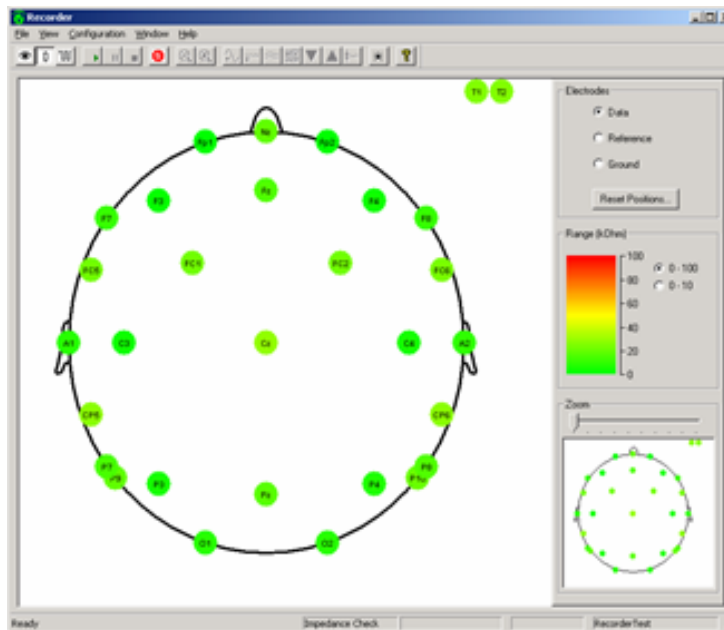 Recorder
File View Configuration Window Help
T1 T2
Nz
Fp1 Fp2
Fz
F3 F4
F7 F8
FC1 FC2
FC5 FC6
A1 C3 Cz C4 A2
CP5 CP6
P7 P8
P9 P10
P3 Pz P4
O1 O2
Electrodes
Data
Reference
Ground
Reset Positions...
Range (kOhm)
100
80
60
40
20
0
0 - 100
0 - 10
Zoom
Ready
Impedance Check
RecorderTest